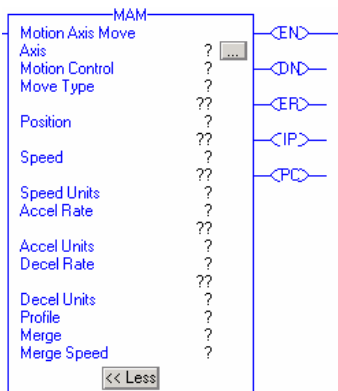 MAM
Motion Axis Move
EN
Axis ? ...
Motion Control ?
DN
Move Type ?
??
ER
Position ?
??
IP
Speed ?
??
PC
Speed Units ?
Accel Rate ?
??
Accel Units ?
Decel Rate ?
??
Decel Units ?
Profile ?
Merge ?
Merge Speed ?
<< Less